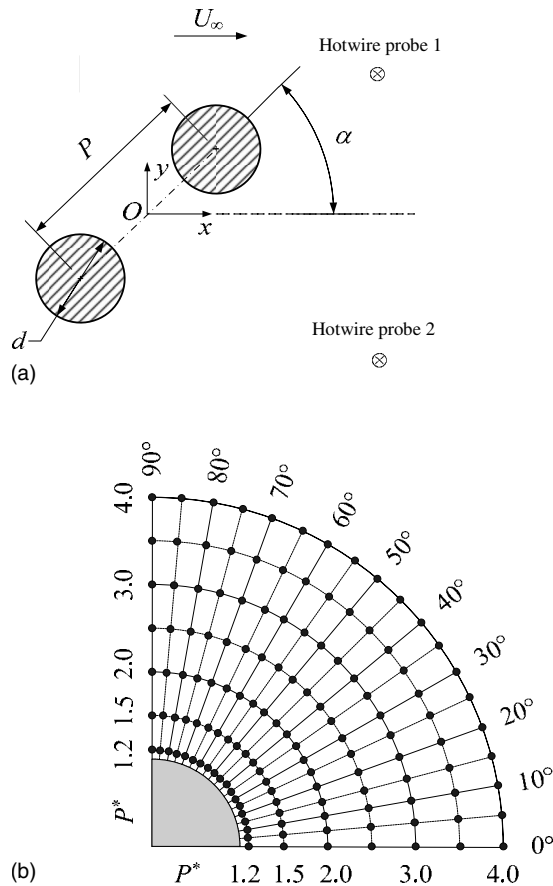 U∞
Hotwire probe 1
P
α
y
O
x
d
Hotwire probe 2
(a)
90°
80°
70°
60°
50°
40°
30°
20°
10°
0°
4.0
3.0
2.0
1.5
1.2
P*
P* 1.2 1.5 2.0 3.0 4.0
(b)